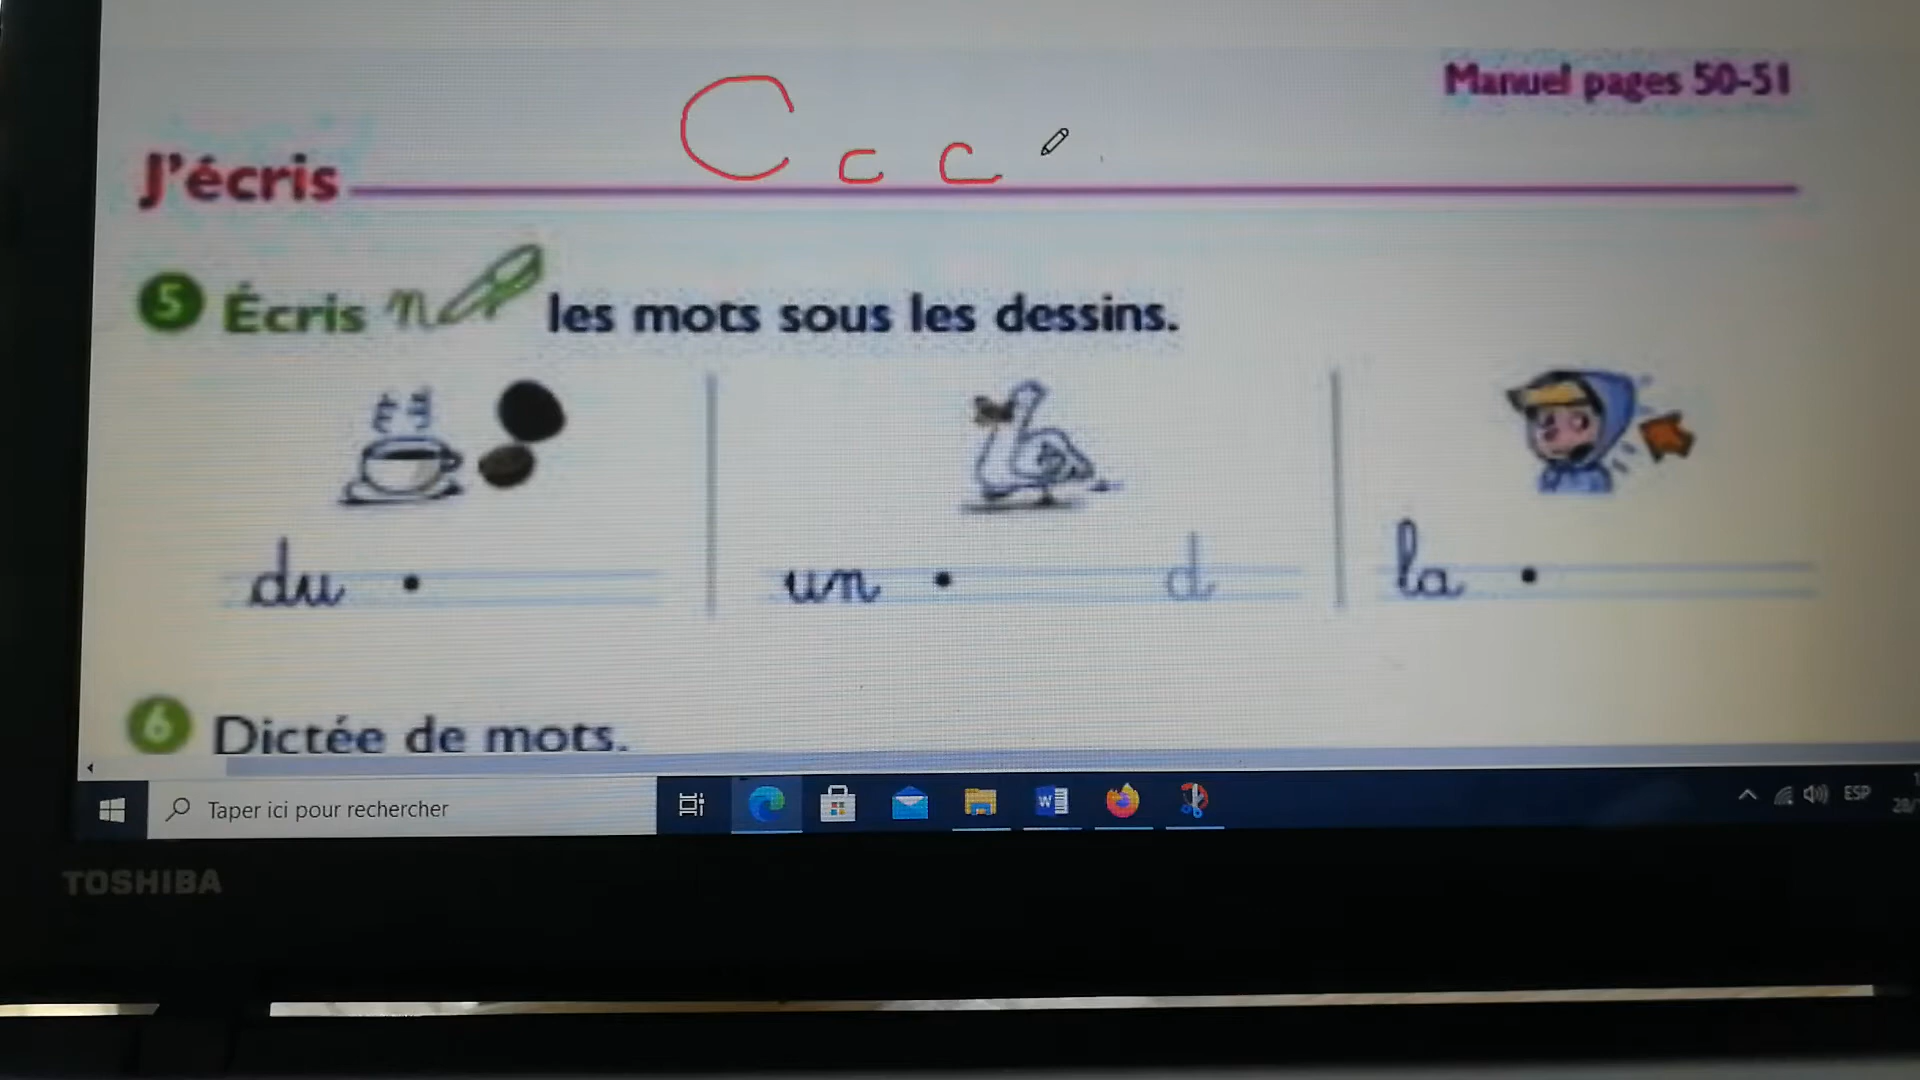 Manuel pages 50-51
C c c
J'écris
5 Écris n les mots sous les dessins.
du • un • d la •
6 Dictée de mots.
Taper ici pour rechercher
W
ESP
TOSHIBA